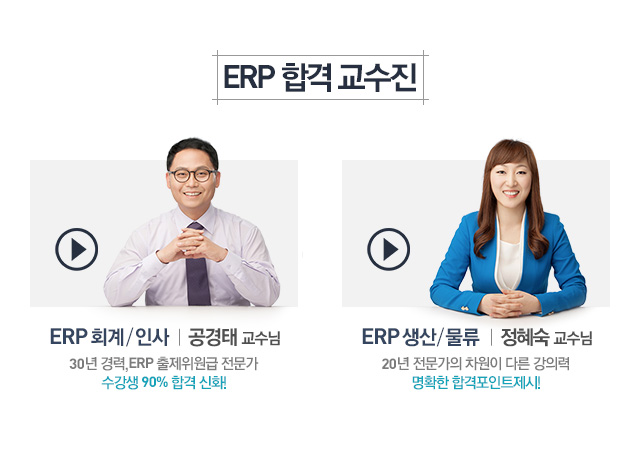 ERP 합격 교수진
ERP 회계/인사 | 공경태 교수님
30년 경력,ERP 출제위원급 전문가
수강생 90% 합격 신화!
ERP 생산/물류 | 정혜숙 교수님
20년 전문가의 차원이 다른 강의력
명확한 합격포인트제시!